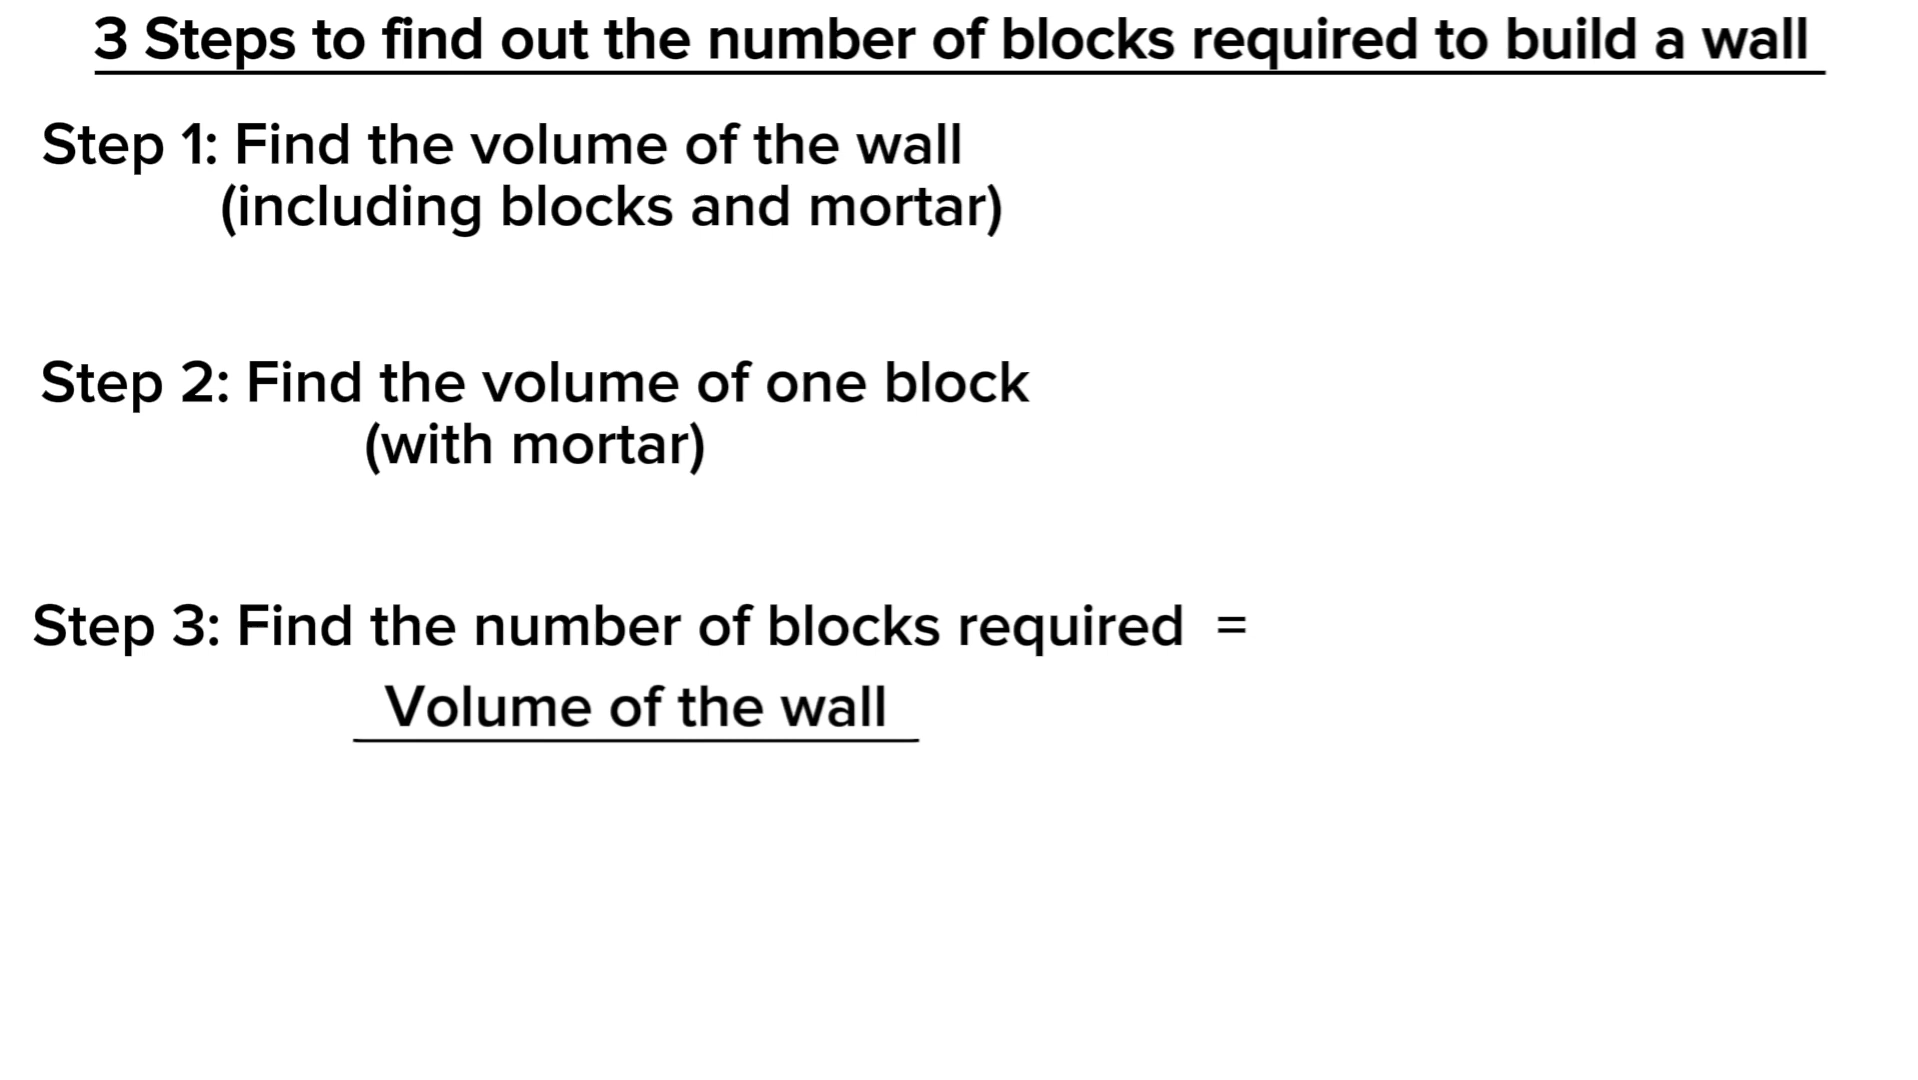 3 Steps to find out the number of blocks required to build a wall
Step 1: Find the volume of the wall
(including blocks and mortar)
Step 2: Find the volume of one block
(with mortar)
Step 3: Find the number of blocks required =
Volume of the wall